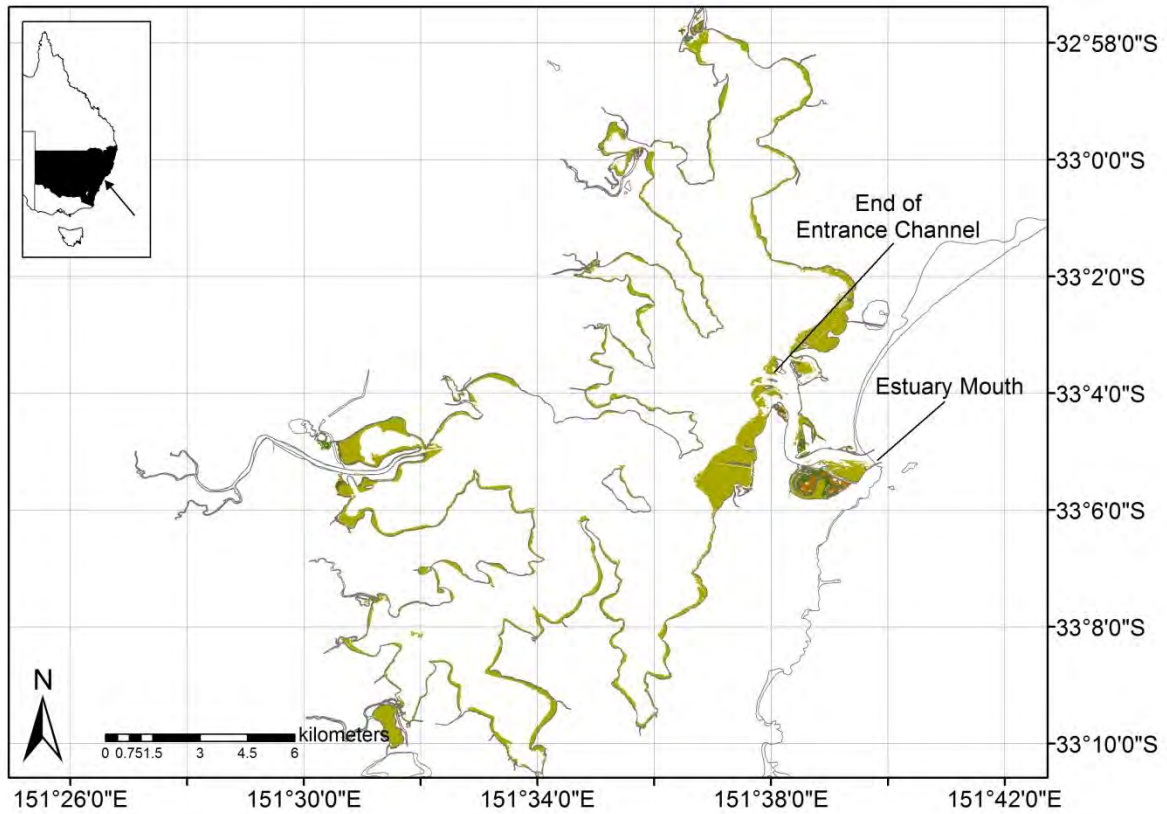 32°58'0"S
33°0'0"S
End of
Entrance Channel
33°2'0"S
33°4'0"S
Estuary Mouth
33°6'0"S
33°8'0"S
N
kilometers
0 0.751.5 3 4.5 6
33°10'0"S
151°26'0"E 151°30'0"E 151°34'0"E 151°38'0"E 151°42'0"E